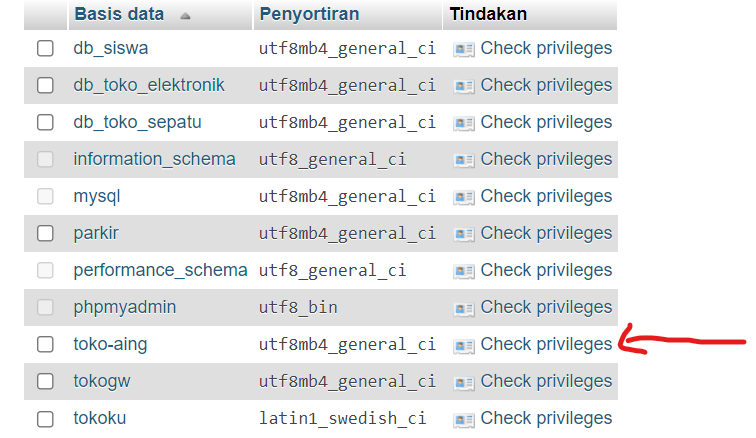 Basis data Penyortiran Tindakan
db_siswa utf8mb4_general_ci Check privileges
db_toko_elektronik utf8mb4_general_ci Check privileges
db_toko_sepatu utf8mb4_general_ci Check privileges
information_schema utf8_general_ci Check privileges
mysql utf8mb4_general_ci Check privileges
parkir utf8mb4_general_ci Check privileges
performance_schema utf8_general_ci Check privileges
phpmyadmin utf8_bin Check privileges
toko-aing utf8mb4_general_ci Check privileges
tokogw utf8mb4_general_ci Check privileges
tokoku latin1_swedish_ci Check privileges